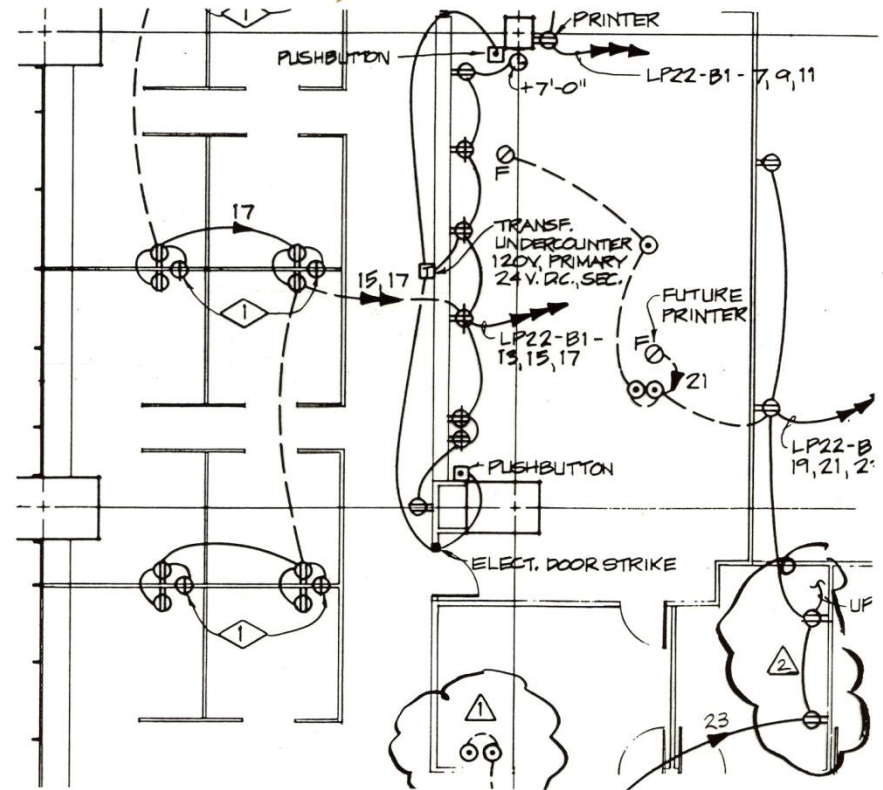 1
PRINTER
PUSHBUTTON
+7'-0"
LP22-B1-7, 9, 11
F
17
TRANSF.
UNDERCOUNTER
120V, PRIMARY
24 V. D.C., SEC.
T
15, 17
1
FUTURE
PRINTER
F
LP22-B1-
13, 15, 17
21
LP22-B
19, 21, 2
PUSHBUTTON
ELECT. DOOR STRIKE
UP
1
2
1
23